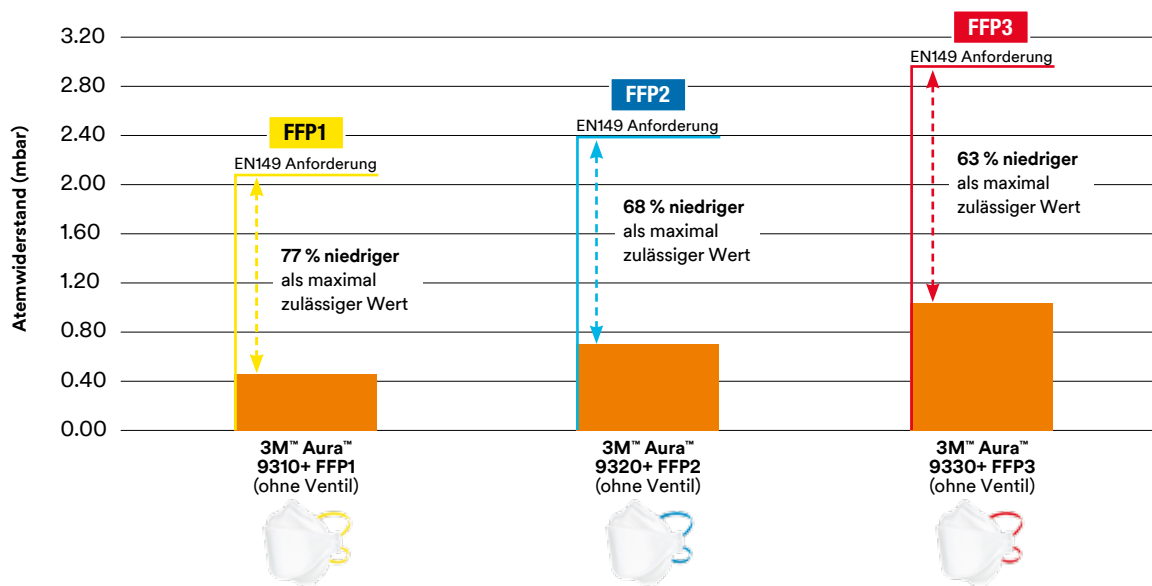 Atemwiderstand (mbar)
3.20
2.80
2.40
2.00
1.60
1.20
0.80
0.40
0.00
FFP1
EN149 Anforderung
77 % niedriger
als maximal
zulässiger Wert
FFP2
EN149 Anforderung
68 % niedriger
als maximal
zulässiger Wert
FFP3
EN149 Anforderung
63 % niedriger
als maximal
zulässiger Wert
3M™ Aura™
9310+ FFP1
(ohne Ventil)
3M™ Aura™
9320+ FFP2
(ohne Ventil)
3M™ Aura™
9330+ FFP3
(ohne Ventil)